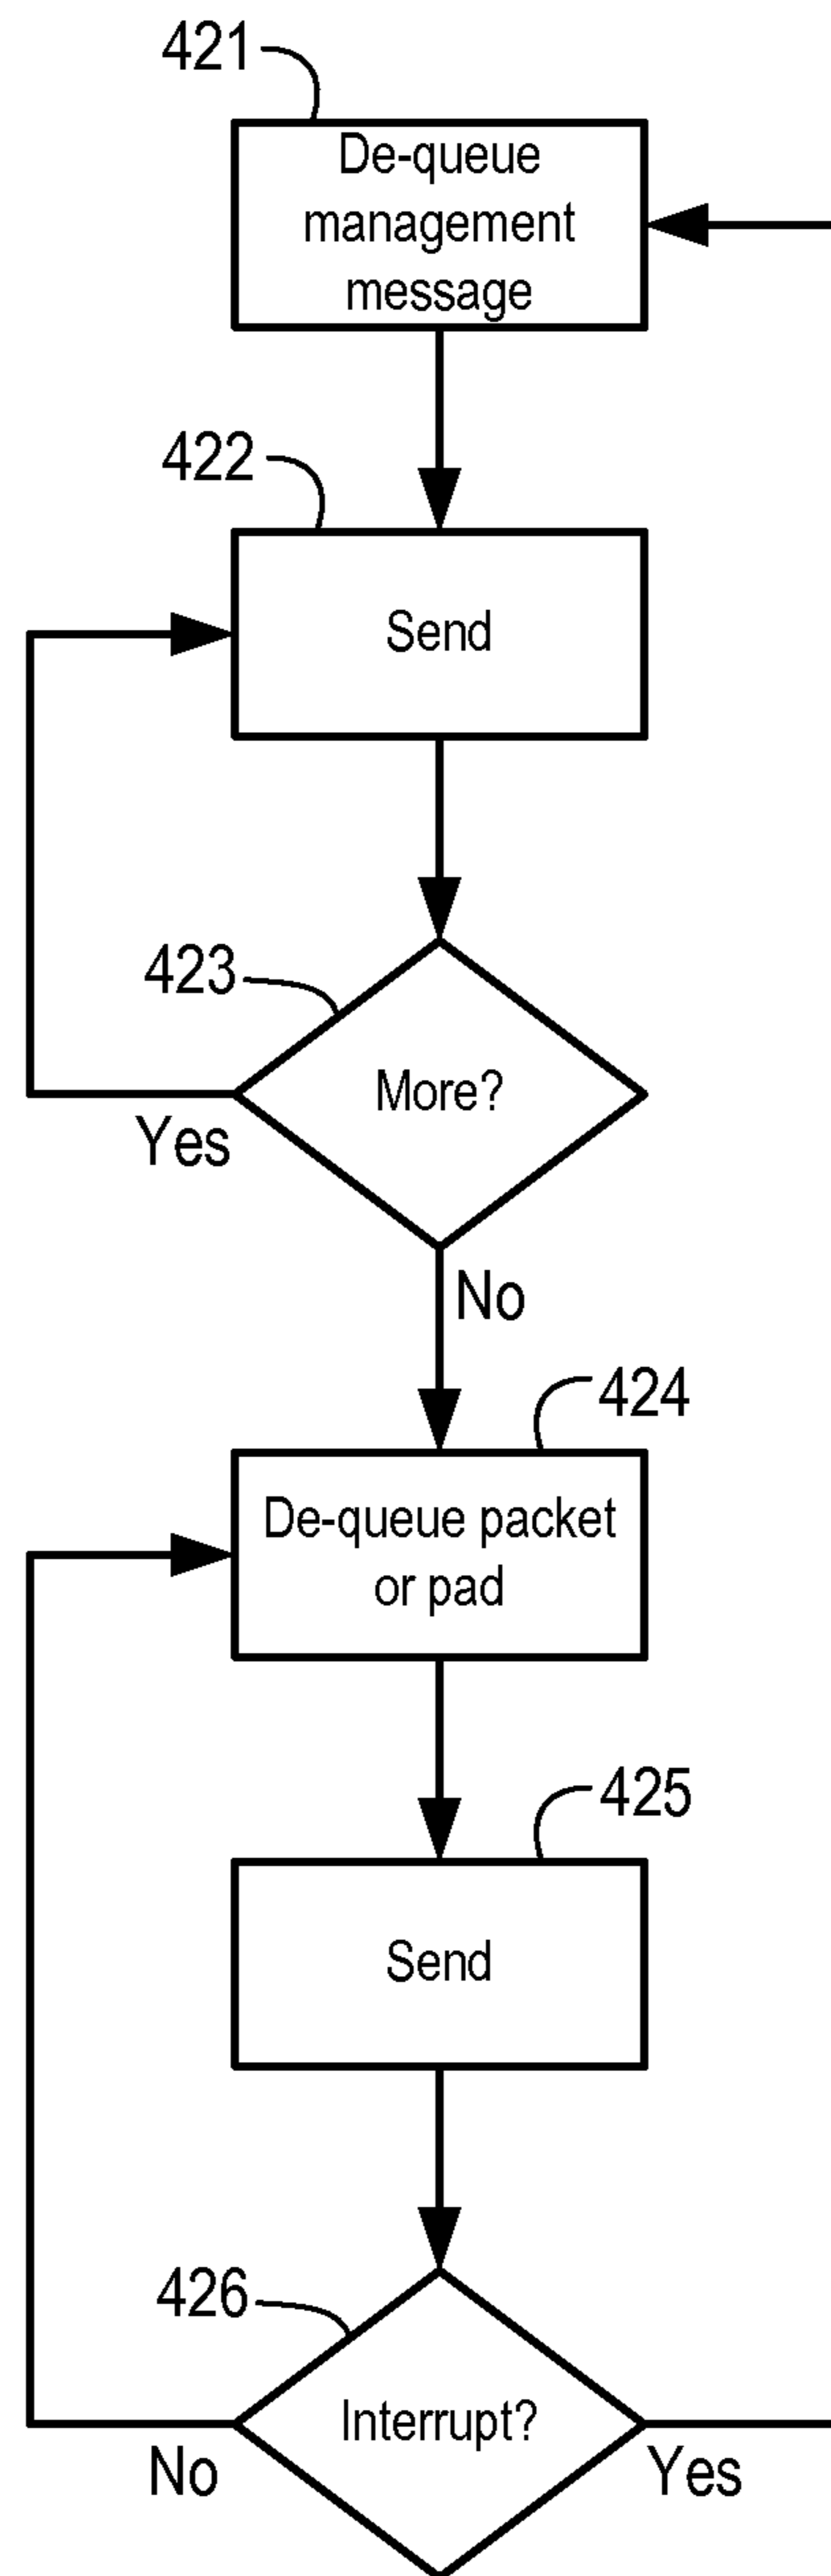 421
De-queue
management
message
422
Send
423
More?
Yes
No
424
De-queue packet
or pad
425
Send
426
Interrupt?
No
Yes